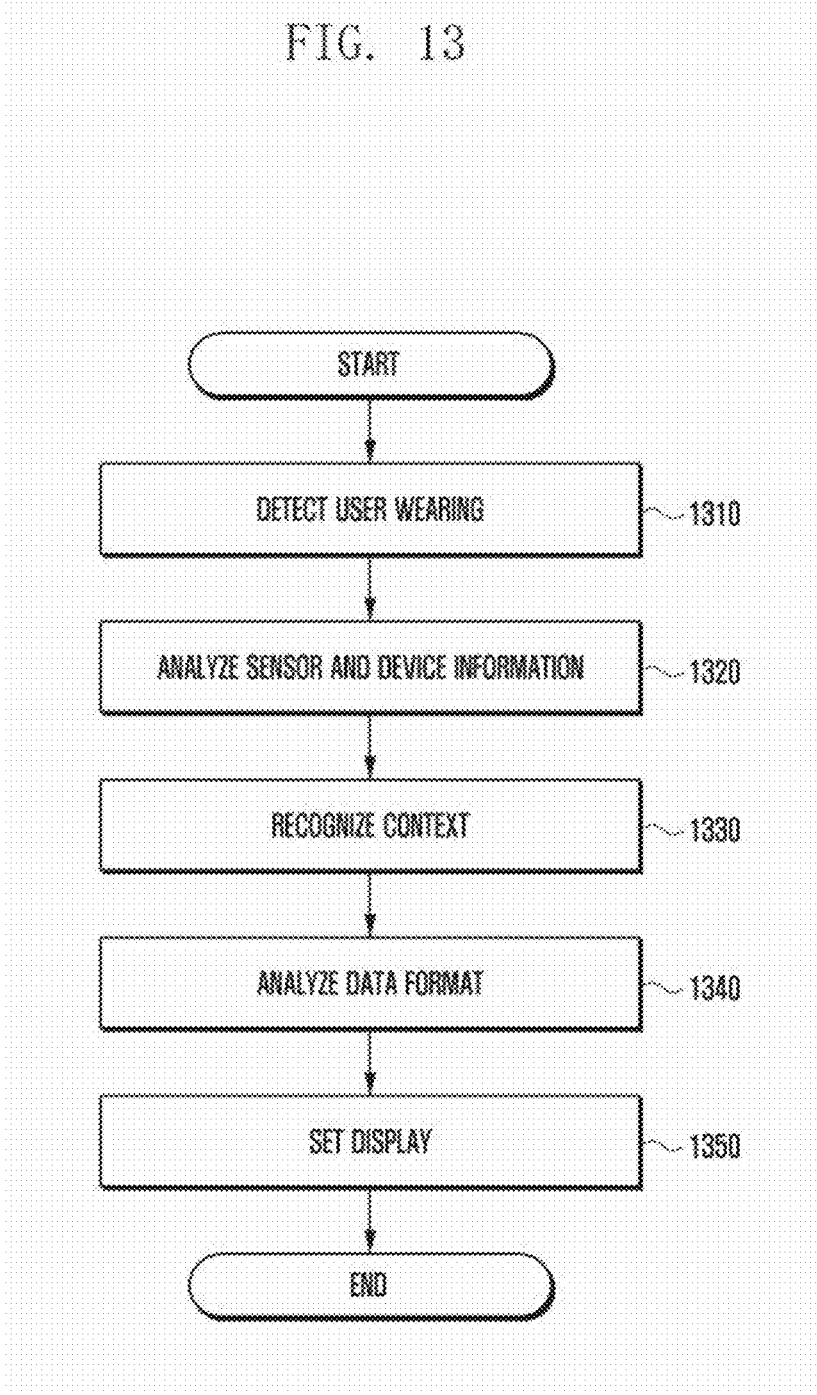 FIG. 13
START
DETECT USER WEARING
1310
ANALYZE SENSOR AND DEVICE INFORMATION
1320
RECOGNIZE CONTEXT
1330
ANALYZE DATA FORMAT
1340
SET DISPLAY
1350
END